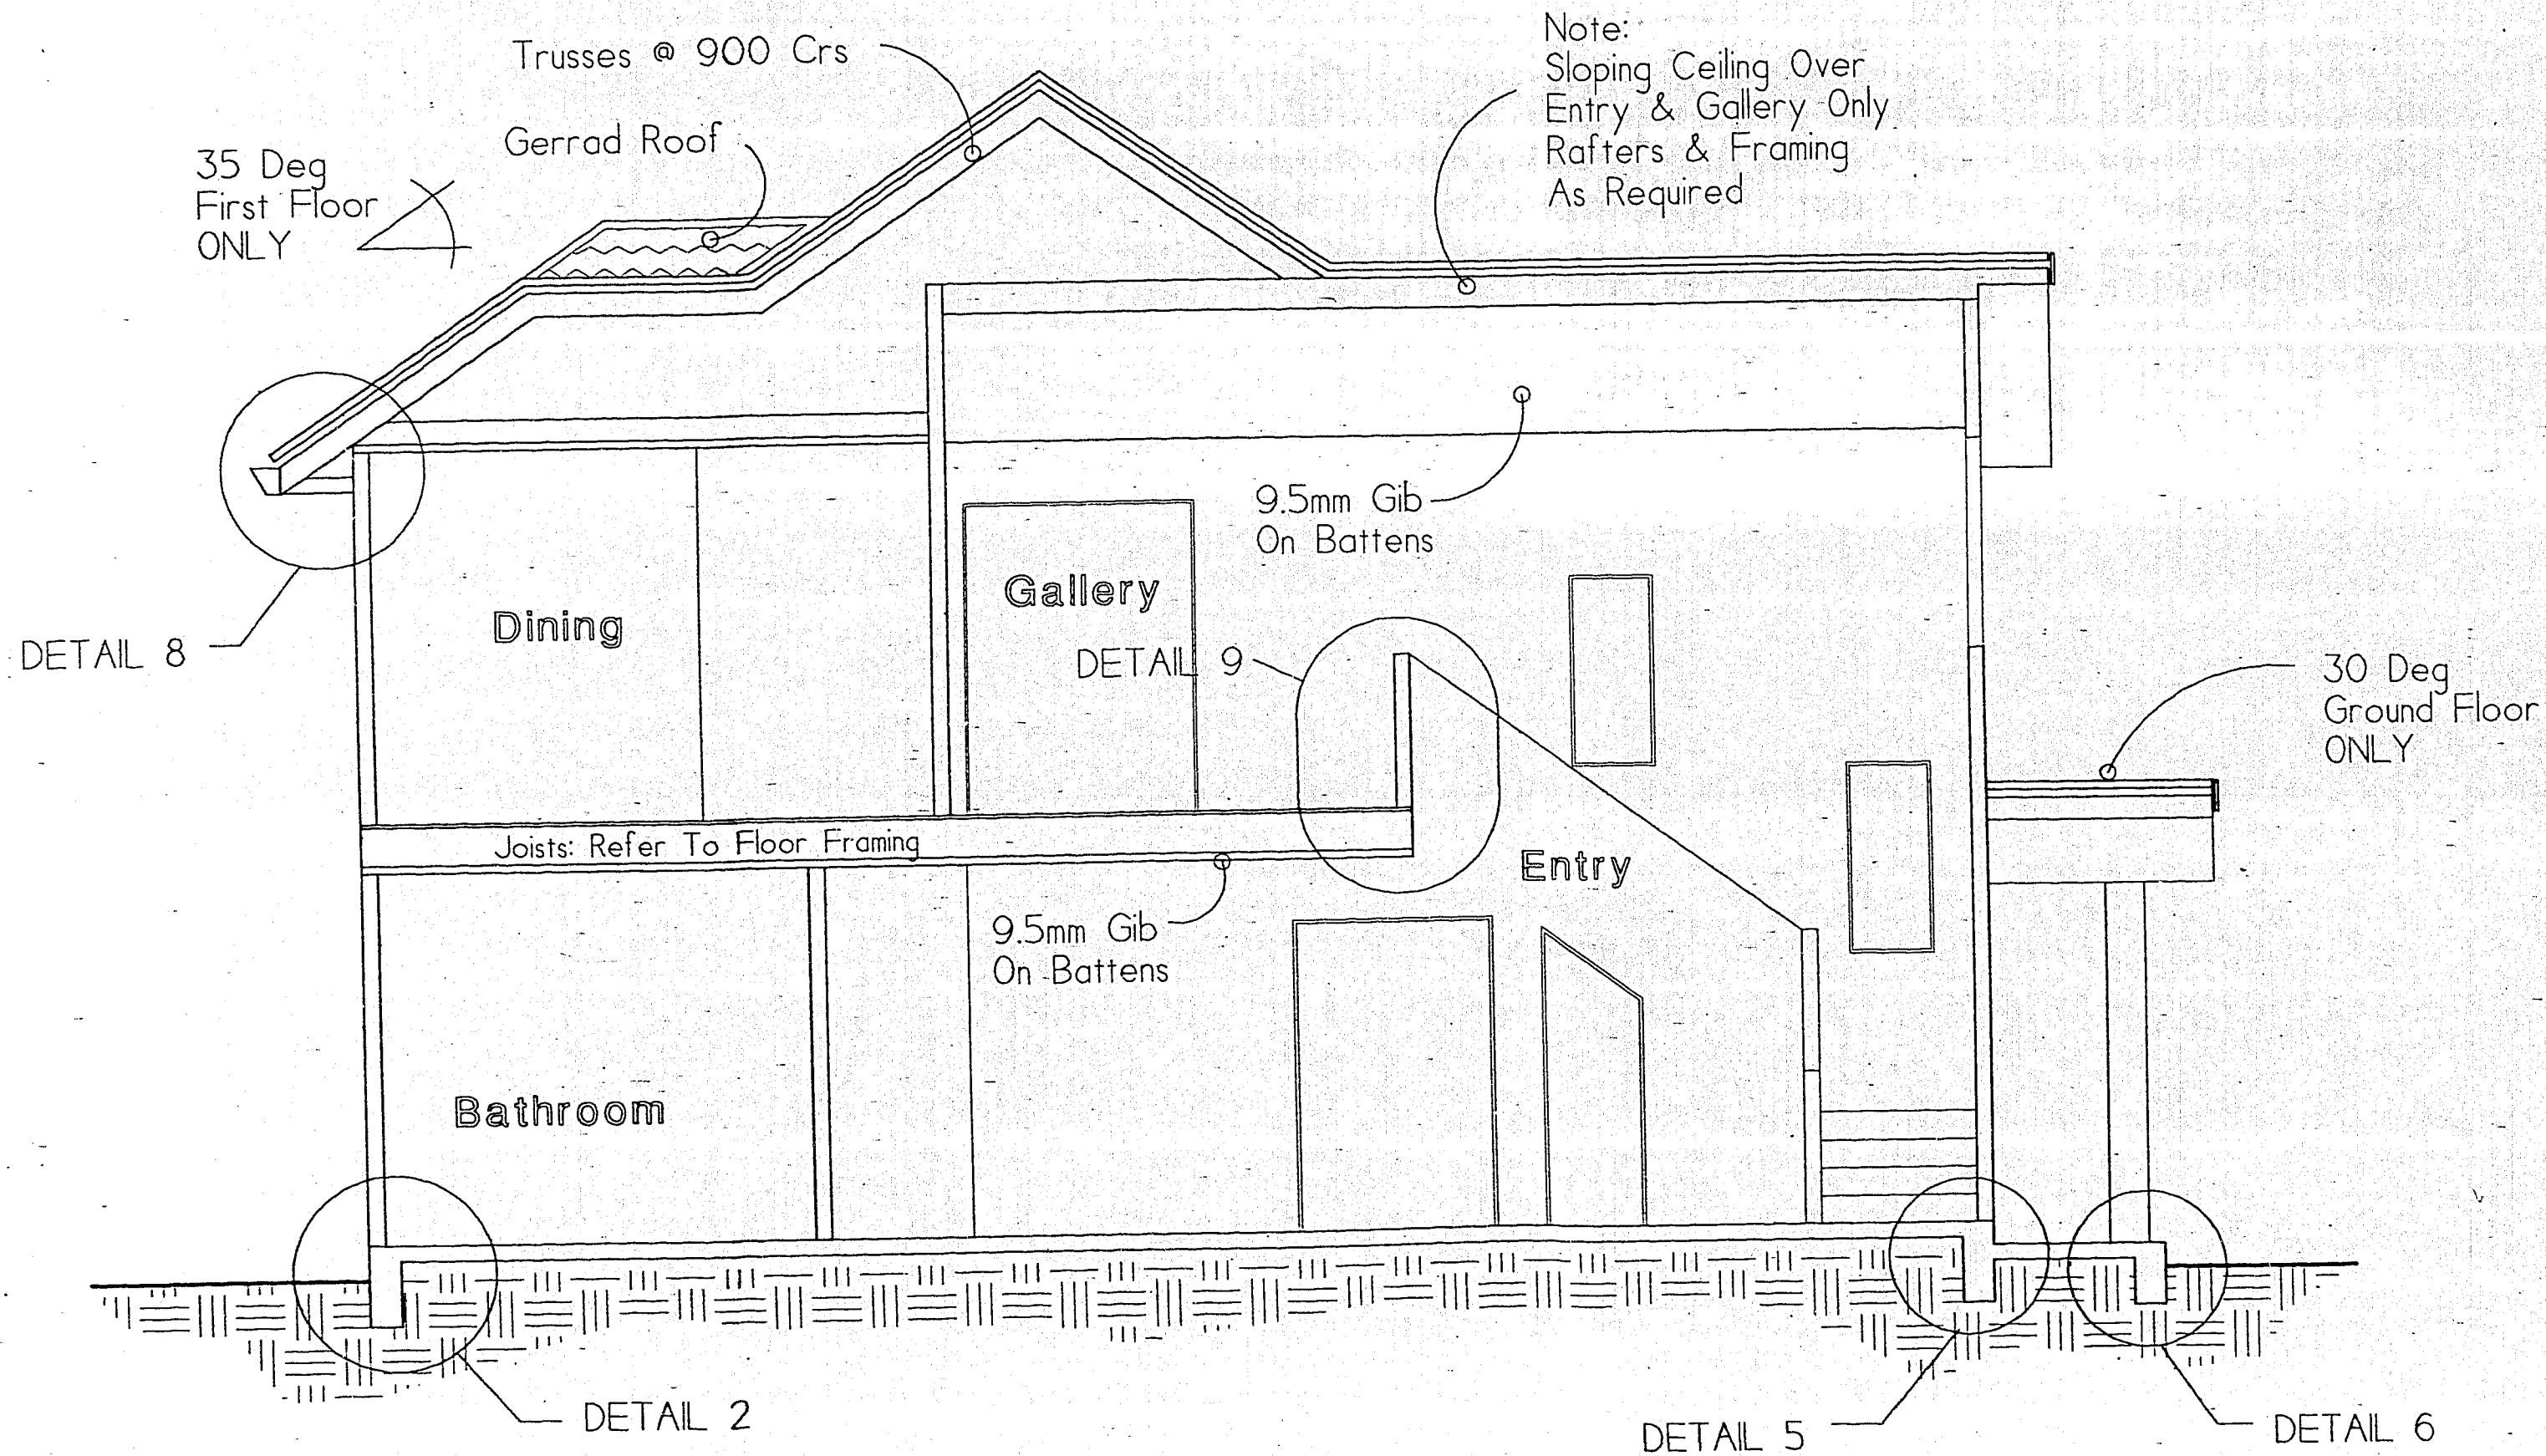 Trusses @ 900 Crs
Gerrad Roof
35 Deg
First Floor
ONLY
Note:
Sloping Ceiling Over
Entry & Gallery Only
Rafters & Framing
As Required
9.5mm Gib
On Battens
Gallery
Dining
DETAIL 8
DETAIL 9
30 Deg
Ground Floor
ONLY
Joists: Refer To Floor Framing
Entry
9.5mm Gib
On Battens
Bathroom
DETAIL 2
DETAIL 5
DETAIL 6